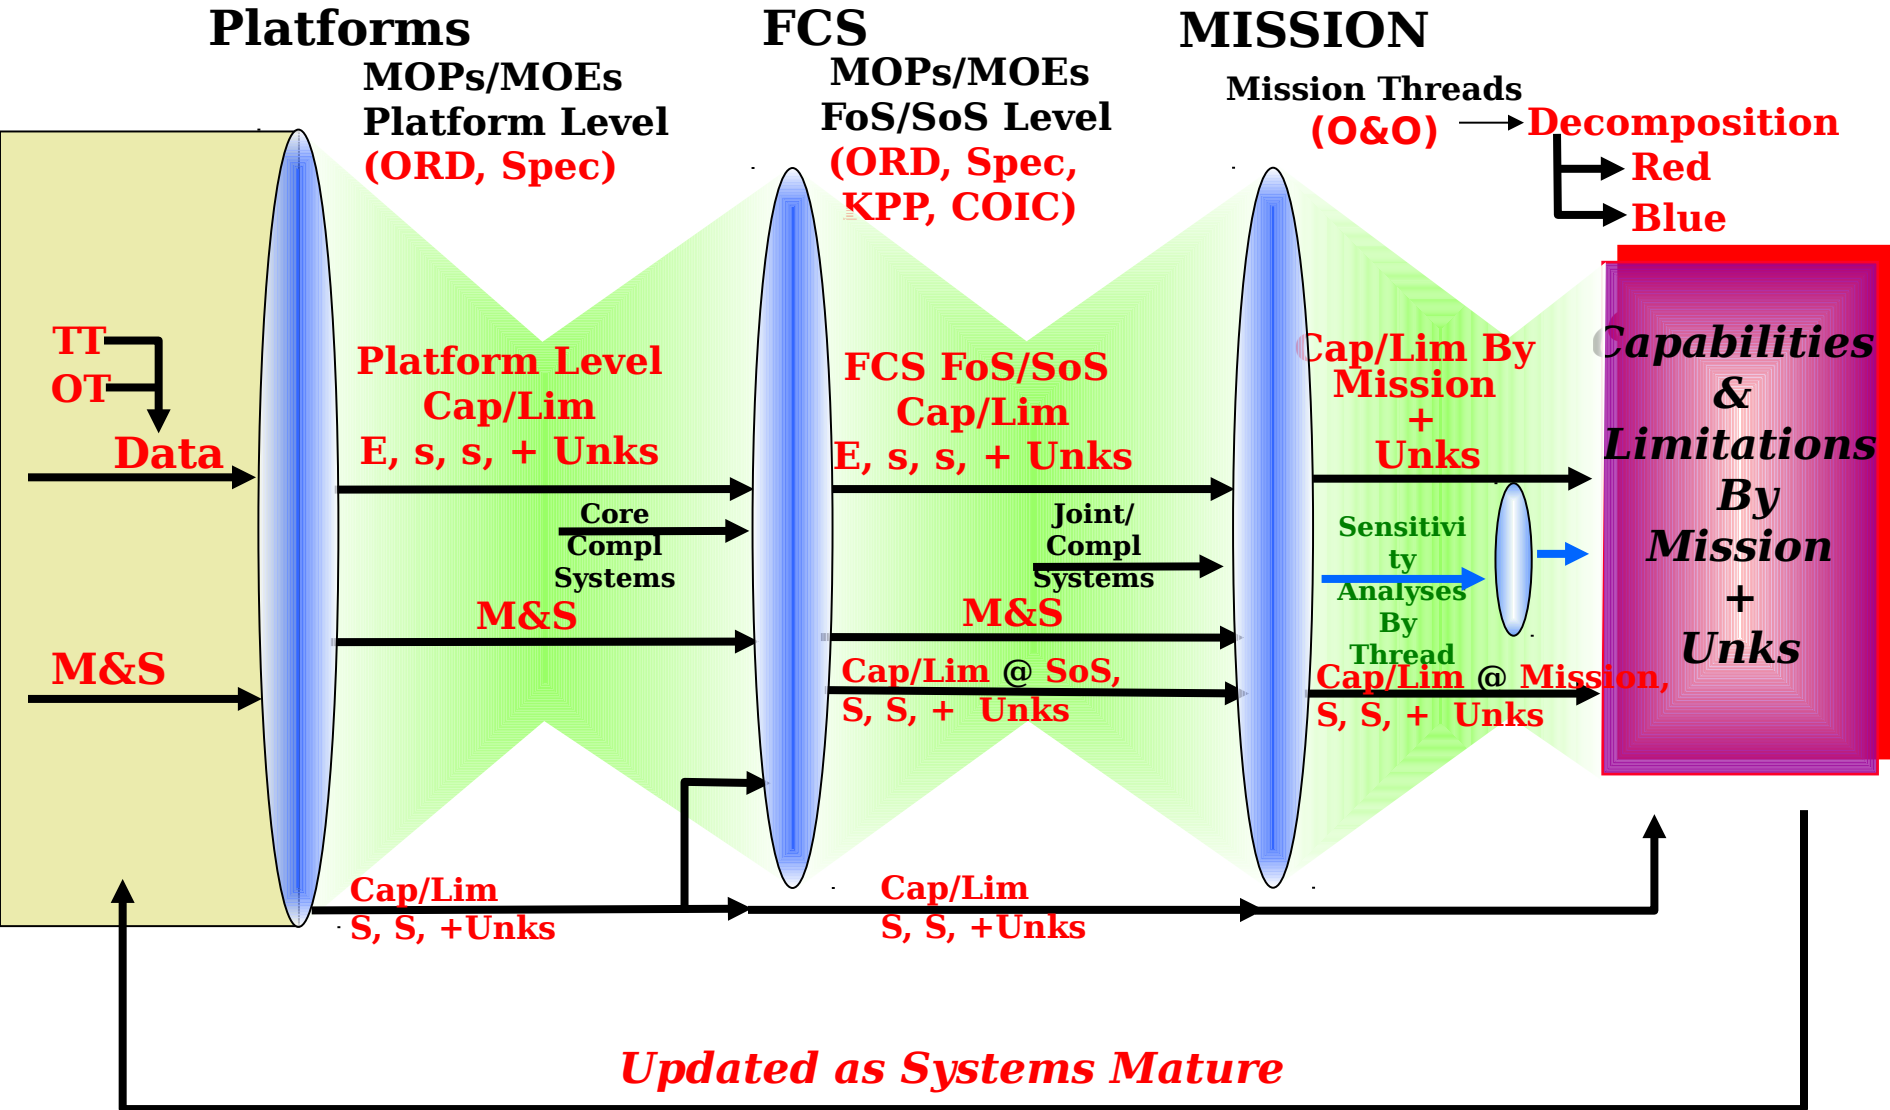 Platforms
MOPs/MOEs
Platform Level
(ORD, Spec)
FCS
MOPs/MOEs
FoS/SoS Level
(ORD, Spec,
KPP, COIC)
MISSION
Mission Threads
(O&O)
Decomposition
Red
Blue
TT
OT
Data
M&S
Platform Level
Cap/Lim
E, s, s, + Unks
Core
Compl
Systems
M&S
FCS FoS/SoS
Cap/Lim
E, s, s, + Unks
Joint/
Compl
Systems
M&S
Cap/Lim @ SoS,
S, S, + Unks
Cap/Lim By
Mission
+
Unks
Sensitivi
ty
Analyses
By
Thread
Cap/Lim @ Mission,
S, S, + Unks
Capabilities
&
Limitations
By
Mission
+
Unks
Cap/Lim
S, S, +Unks
Cap/Lim
S, S, +Unks
Updated as Systems Mature